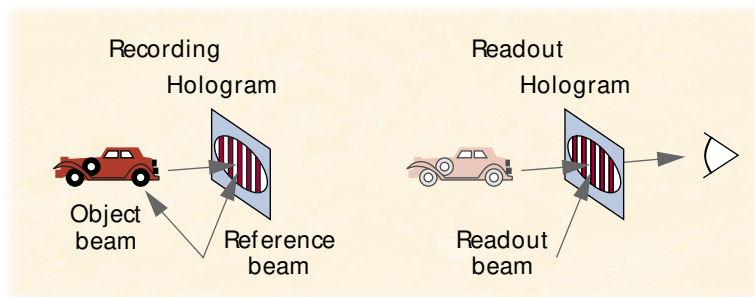 Recording
Hologram
Object
beam
Reference
beam
Readout
Hologram
Readout
beam